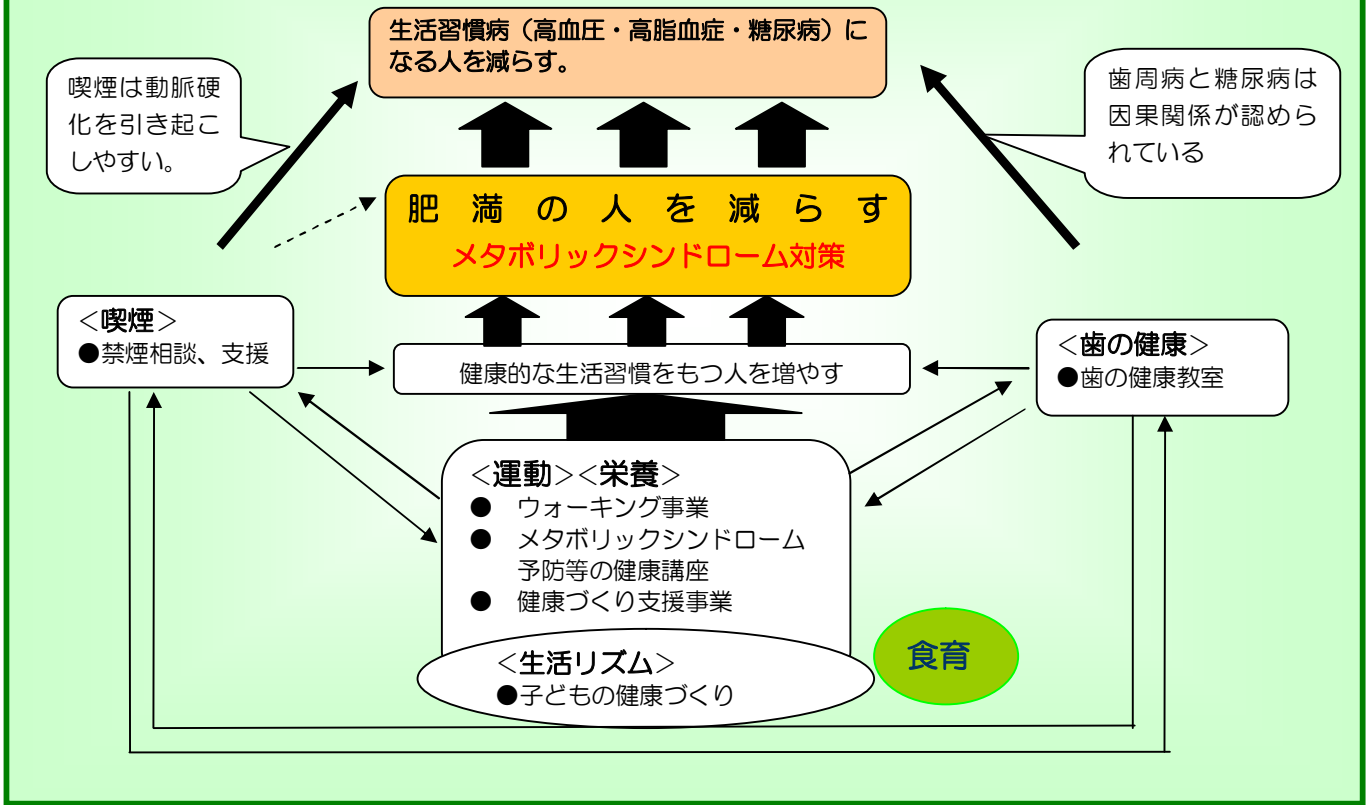 生活習慣病（高血圧・高脂血症・糖尿病）に
なる人を減らす。
喫煙は動脈硬
化を引き起こ
しやすい。
歯周病と糖尿病は
因果関係が認めら
れている
肥満の人を減らす
メタボリックシンドローム対策
＜喫煙＞
●禁煙相談、支援
健康的な生活習慣をもつ人を増やす
＜歯の健康＞
●歯の健康教室
＜運動＞＜栄養＞
● ウォーキング事業
● メタボリックシンドローム
予防等の健康講座
● 健康づくり支援事業
＜生活リズム＞
●子どもの健康づくり
食育